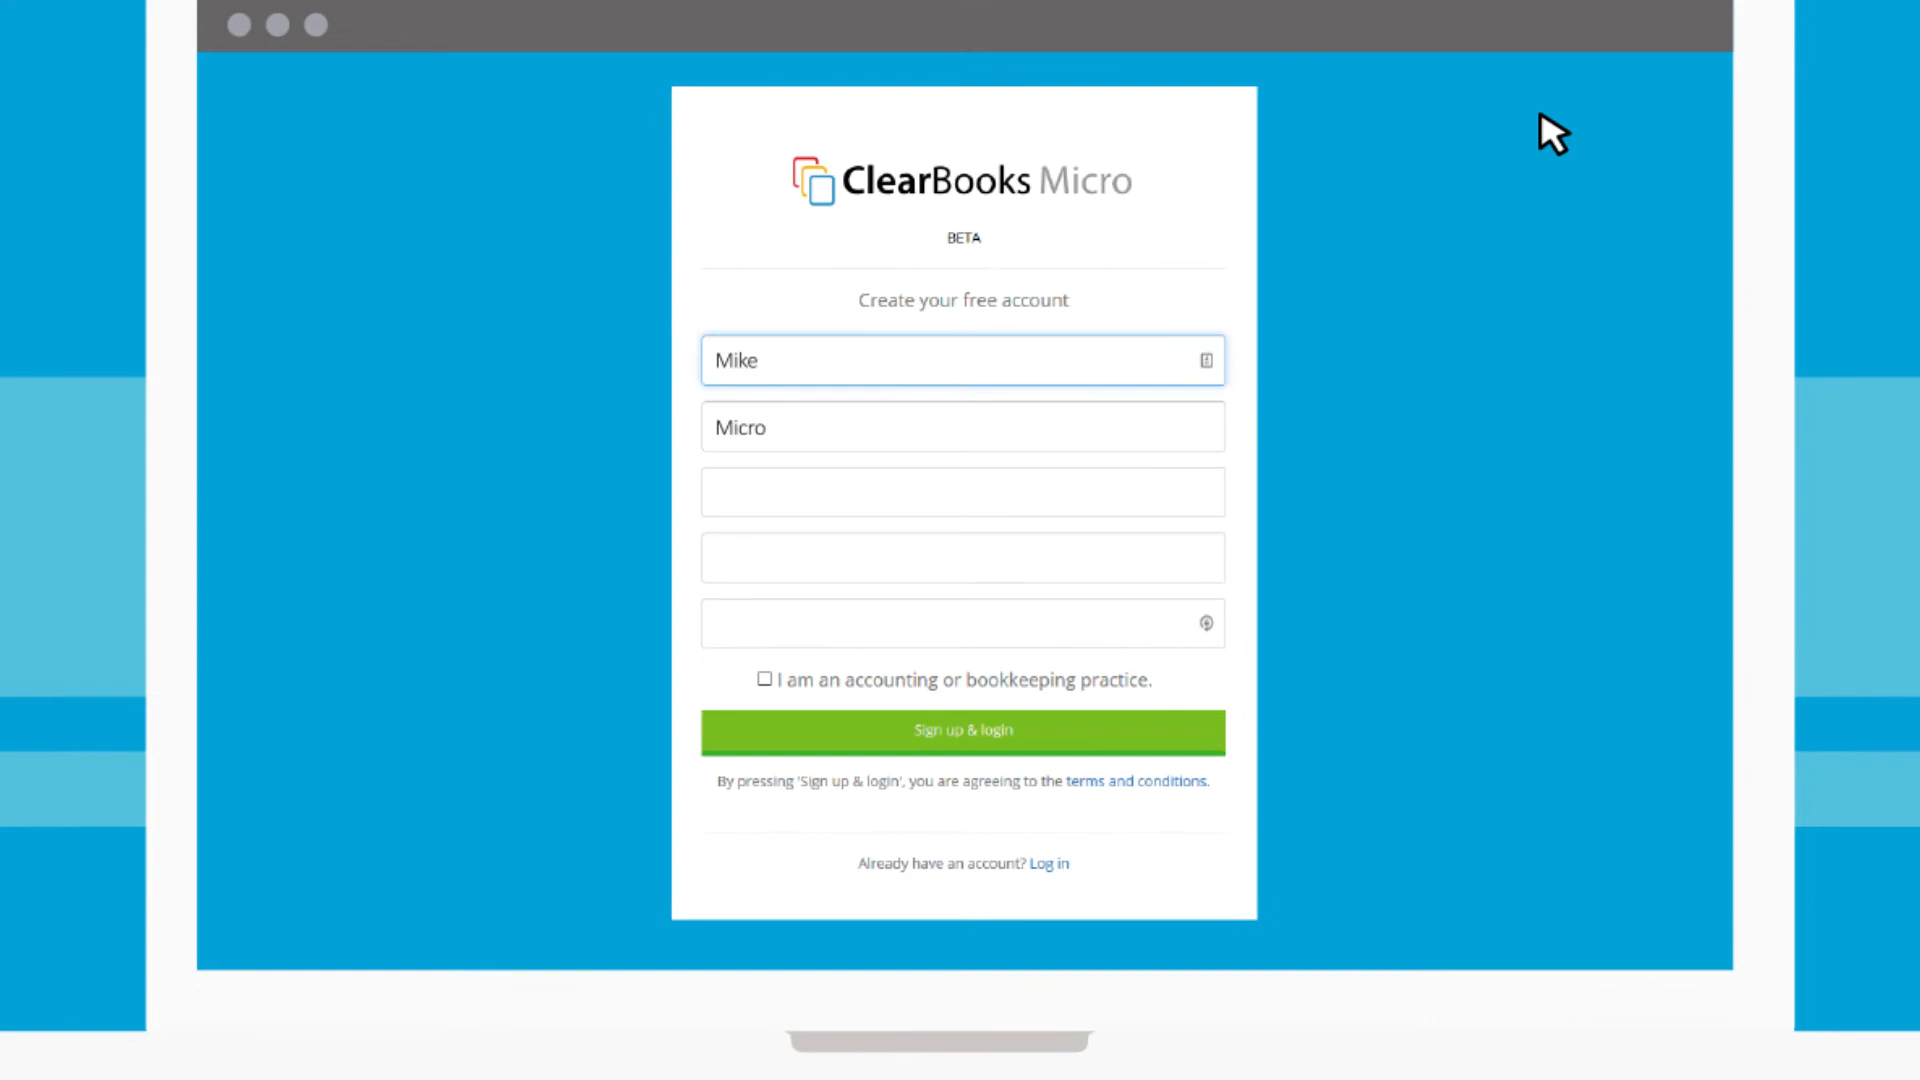 ClearBooks Micro
BETA
Create your free account
Mike
Micro
I am an accounting or bookkeeping practice.
Sign up & login
By pressing 'Sign up & login', you are agreeing to the terms and conditions.
Already have an account? Log in